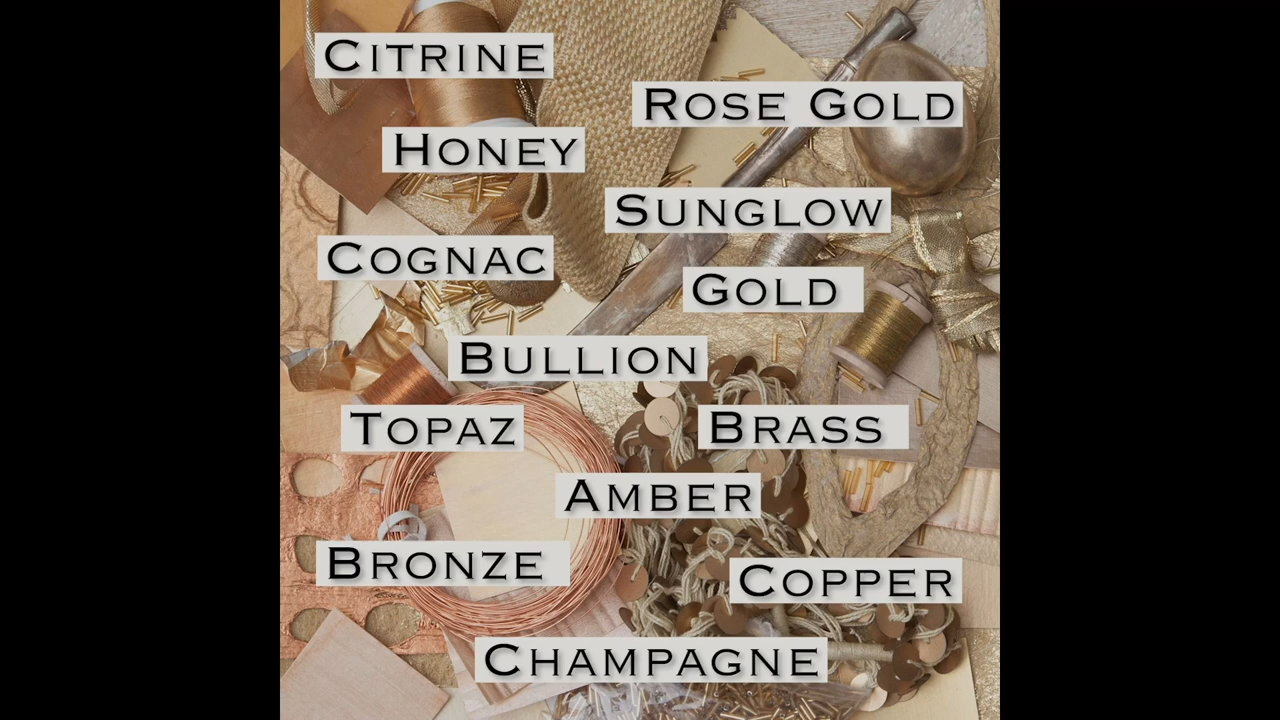 Citrine
Rose Gold
Honey
Sunglow
Cognac
Gold
Bullion
Topaz
Brass
Amber
Bronze
Copper
Champagne